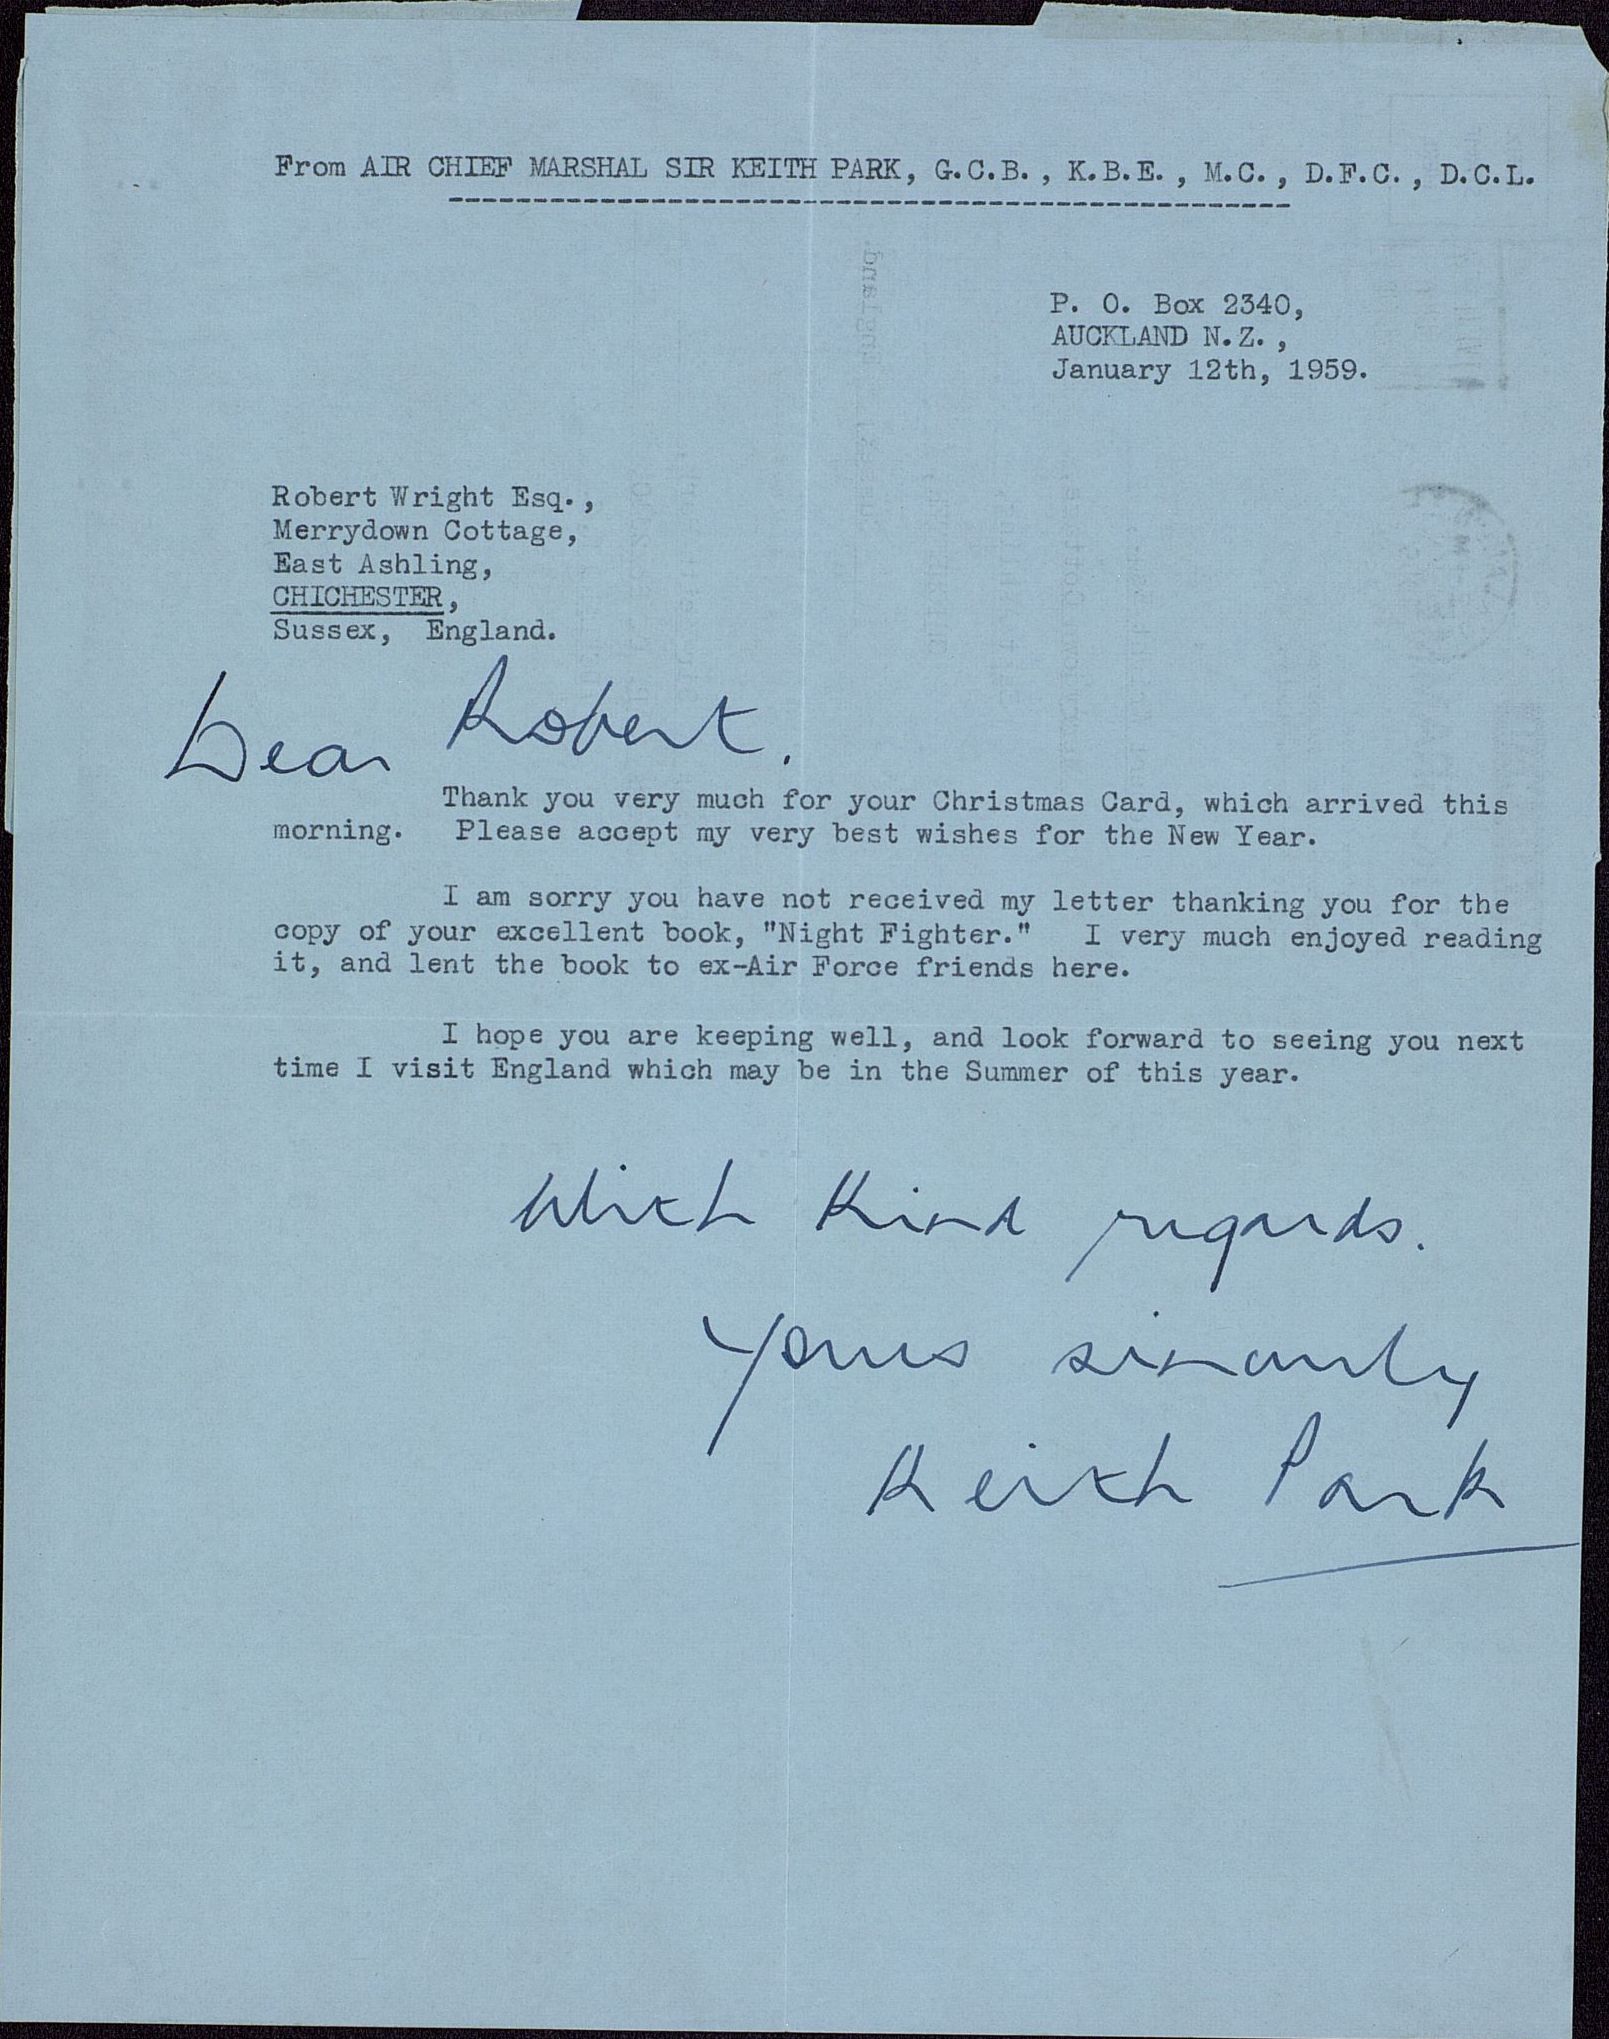 From AIR CHIEF MARSHAL SIR KEITH PARK, G.C.B., K.B.E., M.C., D.F.C., D.C.L.
P. O. Box 2340,
AUCKLAND N.Z.,
January 12th, 1959.
Robert Wright Esq.,
Merrydown Cottage,
East Ashling,
CHICHESTER,
Sussex, England.
Dear Robert,
Thank you very much for your Christmas Card, which arrived this
morning. Please accept my very best wishes for the New Year.
I am sorry you have not received my letter thanking you for the
copy of your excellent book, "Night Fighter." I very much enjoyed reading
it, and lent the book to ex-Air Force friends here.
I hope you are keeping well, and look forward to seeing you next
time I visit England which may be in the Summer of this year.
With Kind regards.
Yours sincerely
Keith Park